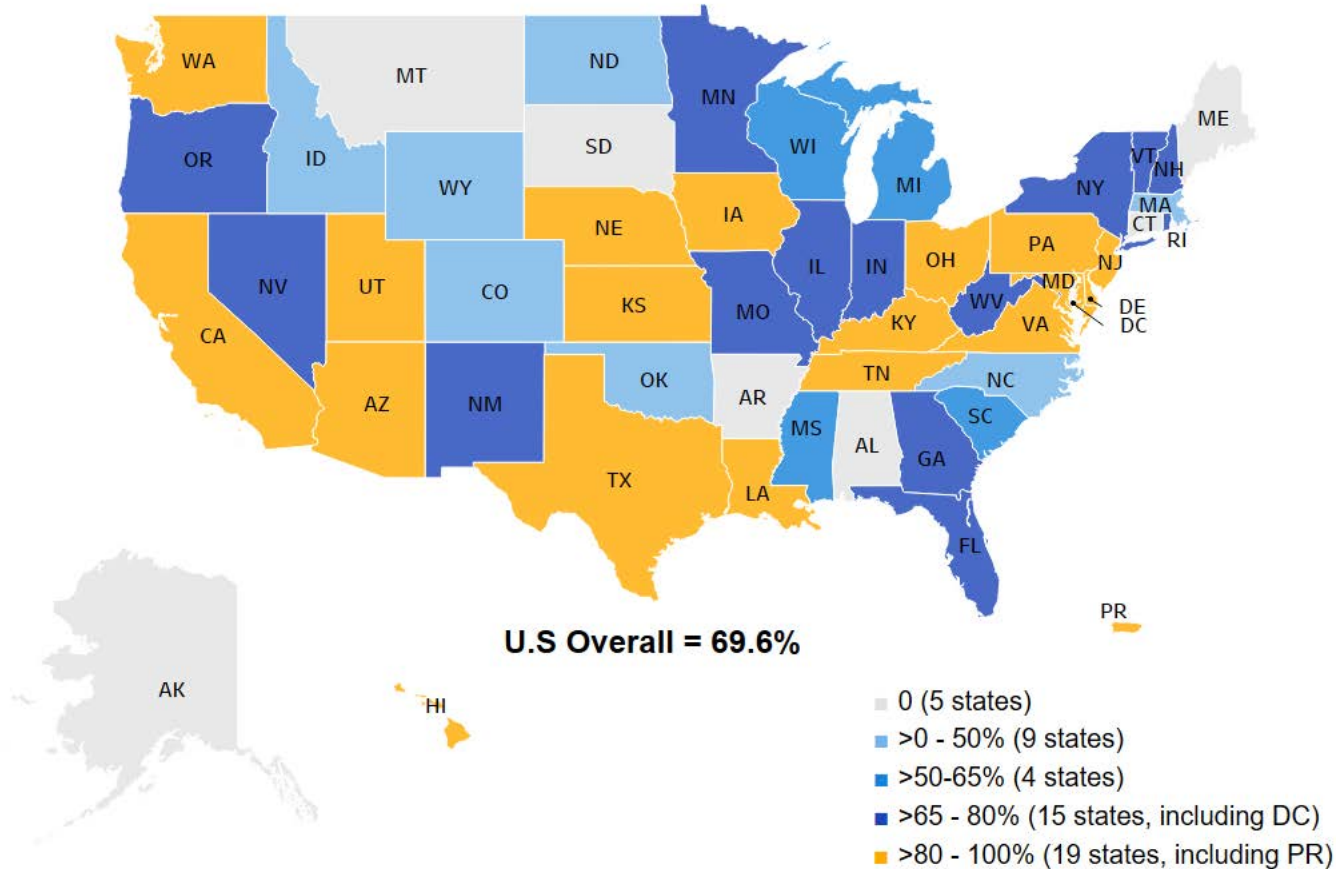 WA
MT
ND
MN
ME
OR
ID
SD
WI
VT
NH
WY
MI
NY
MA
CT
RI
NE
IA
PA
NV
UT
CO
IL
IN
OH
NJ
MD
KS
MO
WV
DE
DC
CA
KY
VA
TN
AZ
NM
OK
AR
NC
MS
AL
SC
GA
TX
LA
FL
PR
U.S Overall = 69.6%
AK
HI
0 (5 states)
>0 - 50% (9 states)
>50-65% (4 states)
>65 - 80% (15 states, including DC)
>80 - 100% (19 states, including PR)